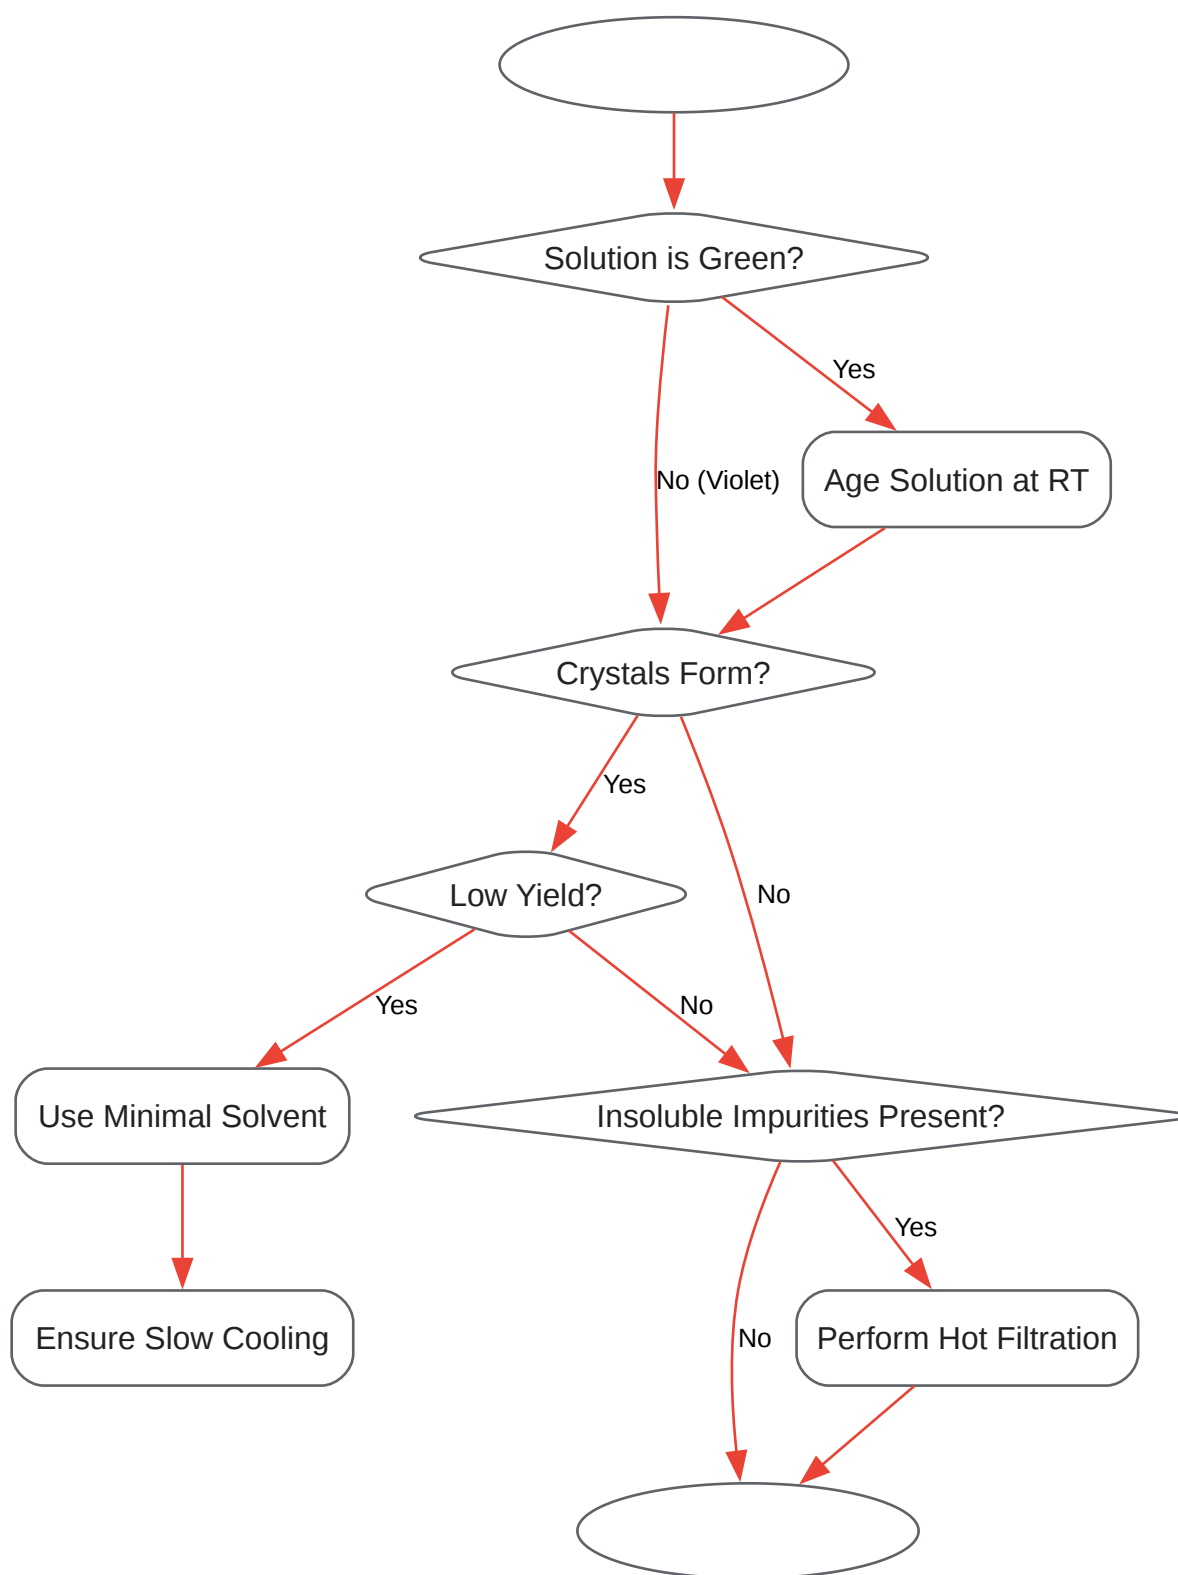 Solution is Green?
Yes
No (Violet)
Age Solution at RT
Crystals Form?
Yes
No
Low Yield?
Yes
No
Use Minimal Solvent
Insoluble Impurities Present?
Yes
No
Ensure Slow Cooling
Perform Hot Filtration